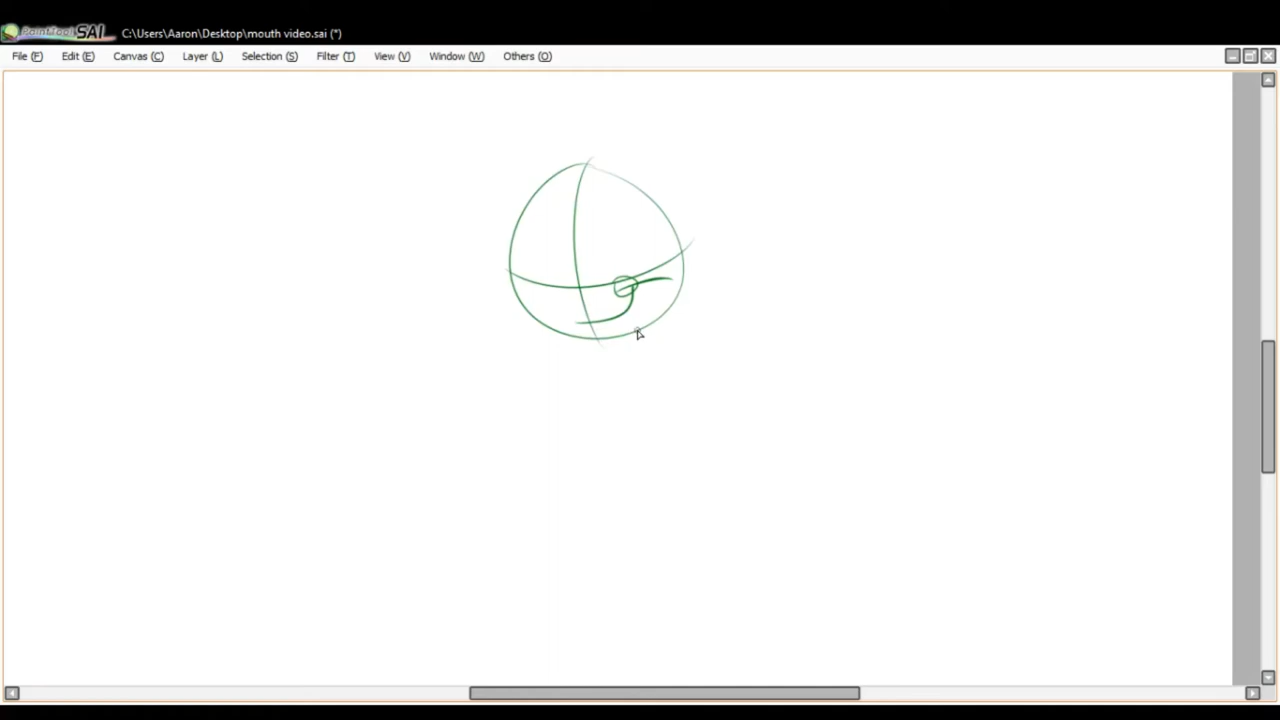 PaintTool SAI C:\Users\Aaron\Desktop\mouth video.sai (*)
File (F) Edit (E) Canvas (C) Layer (L) Selection (S) Filter (T) View (V) Window (W) Others (O)